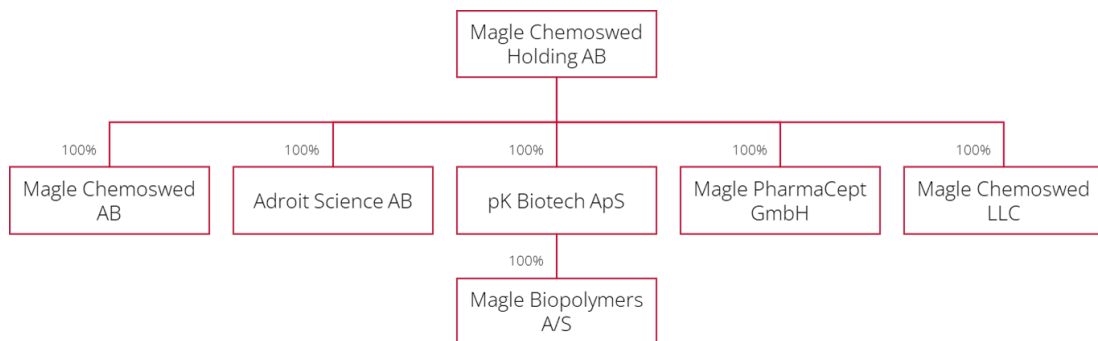 Magle Chemoswed
Holding AB
100%
100%
100%
100%
100%
Magle Chemoswed
AB
Adroit Science AB
pK Biotech ApS
Magle PharmaCept
GmbH
Magle Chemoswed
LLC
100%
Magle Biopolymers
A/S